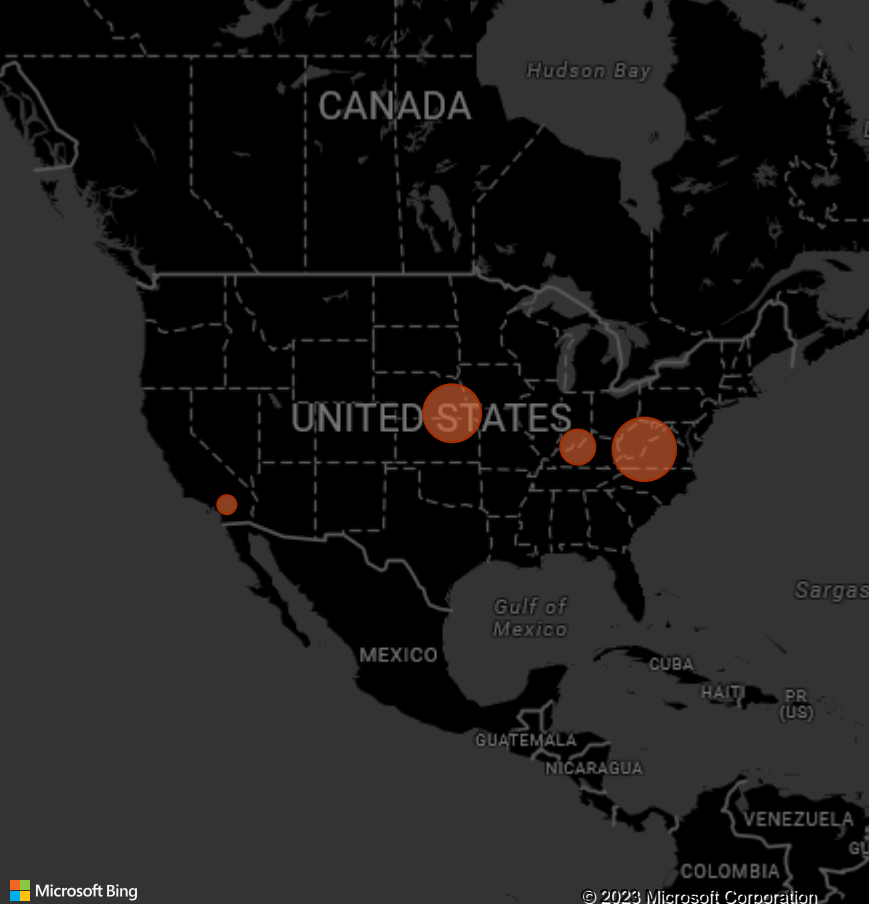 Hudson Bay
CANADA
UNITED STATES
Gulf of
Mexico
Sargas
MEXICO
CUBA
HAITI
PR
(US)
GUATEMALA
NICARAGUA
VENEZUELA
GU
COLOMBIA
Microsoft Bing
© 2023 Microsoft Corporation